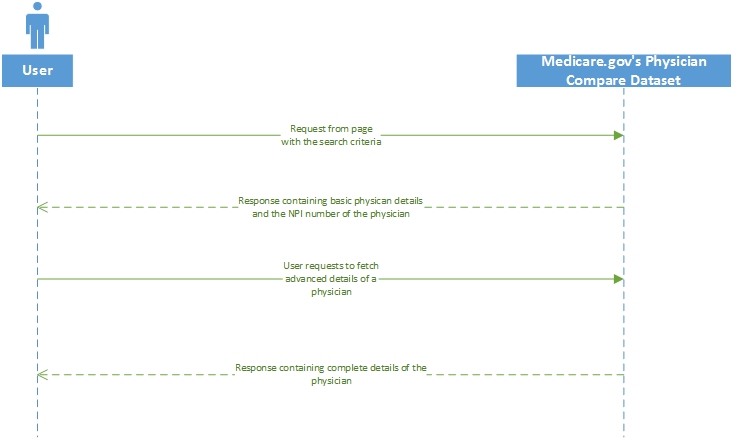 User
Medicare.gov's Physician
Compare Dataset
Request from page
with the search criteria
Response containing basic physican details
and the NPI number of the physician
User requests to fetch
advanced details of a
physician
Response containing complete details of the
physician